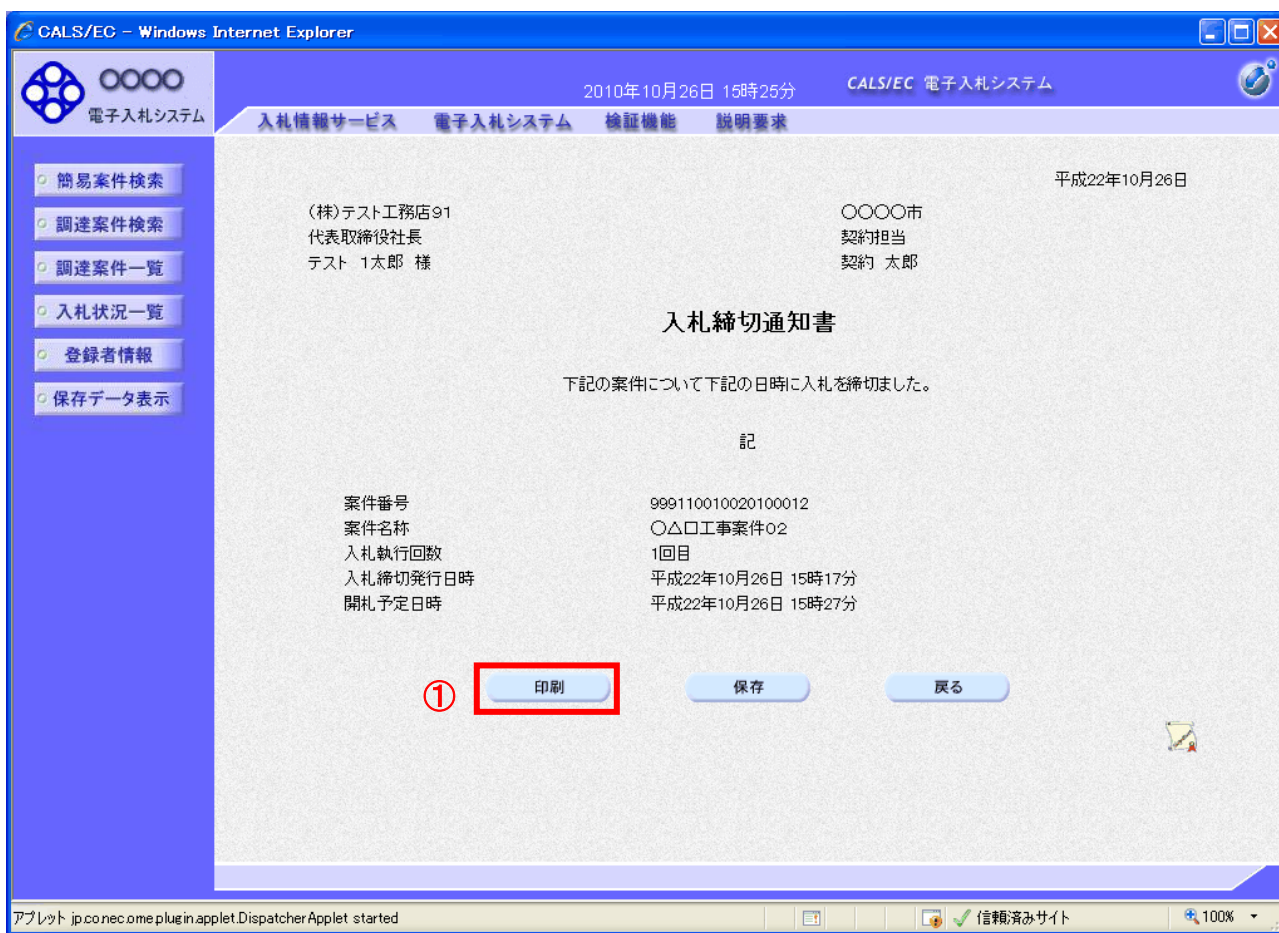 CALS/EC - Windows Internet Explorer
〇〇〇〇
電子入札システム
2010年10月26日 15時25分
CALS/EC 電子入札システム
入札情報サービス 電子入札システム 検証機能 説明要求
簡易案件検索
調達案件検索
調達案件一覧
入札状況一覧
登録者情報
保存データ表示
平成22年10月26日
(株)テスト工務店91
代表取締役社長
テスト 1太郎 様
〇〇〇〇市
契約担当
契約 太郎
入札締切通知書
下記の案件について下記の日時に入札を締切ました。
記
案件番号 999110010020100012
案件名称 〇△口工事案件02
入札執行回数 1回目
入札締切発行日時 平成22年10月26日 15時17分
開札予定日時 平成22年10月26日 15時27分
① 印刷 保存 戻る
アプレット jp.co.nec.ome.plugin.applet.DispatcherApplet started
信頼済みサイト
100%